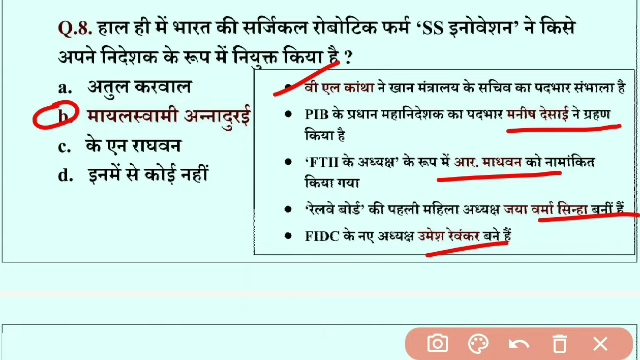 Q.8. हाल ही में भारत की सर्जिकल रोबोटिक फर्म ‘SS इनोवेशन’ ने किसे
अपने निदेशक के रूप में नियुक्त किया है ?
a. अतुल करवाल
b. मायलस्वामी अन्नादुरई
c. के एन राघवन
d. इनमें से कोई नहीं
• वी एल कांथा ने खान मंत्रालय के सचिव का पदभार संभाला है
• PIB के प्रधान महानिदेशक का पदभार मनीष देसाई ने ग्रहण
किया है
• ‘FTII के अध्यक्ष’ के रूप में आर. माधवन को नामांकित
किया गया
• ‘रेलवे बोर्ड’ की पहली महिला अध्यक्ष जया वर्मा सिन्हा बनीं हैं
• FIDC के नए अध्यक्ष उमेश रेवंकर बने हैं